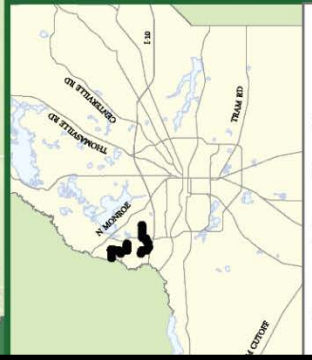 I-10
CENTERVILLE RD
THOMASVILLE RD
TRAM RD
N MONROE
CUTOFF